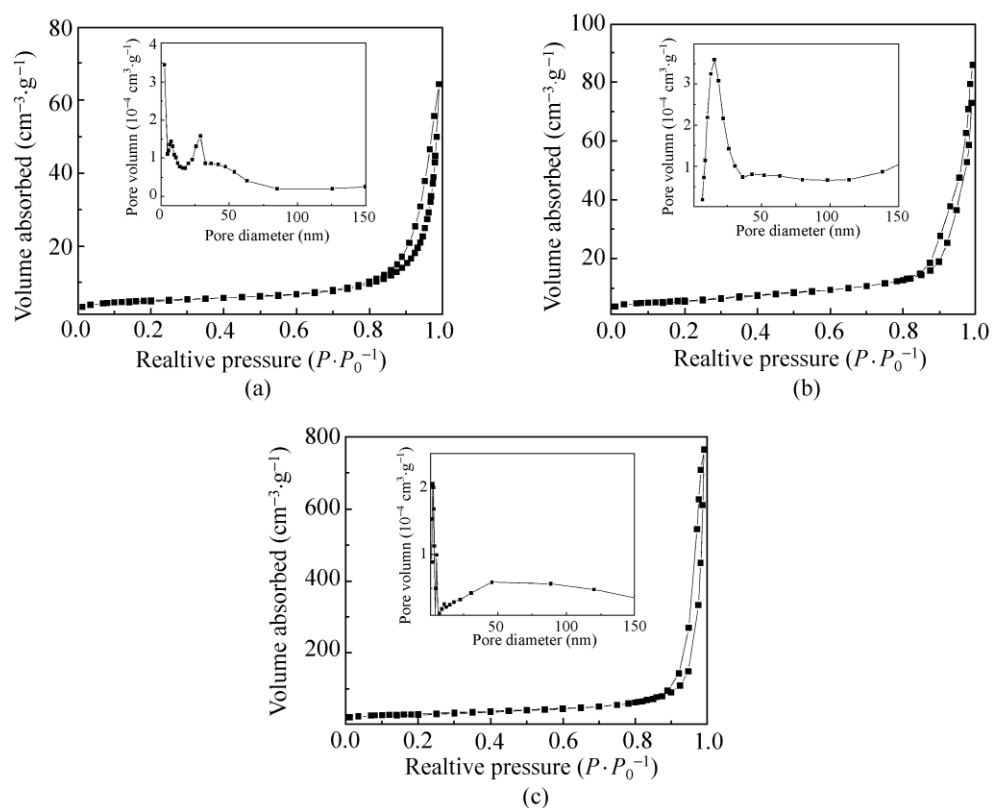 (a)
Volume absorbed (cm⁻³·g⁻¹)
80
60
40
20
0.0 0.2 0.4 0.6 0.8 1.0
Realtive pressure (P·P₀⁻¹)
Pore volumn (10⁻⁴ cm³·g⁻¹)
4
3
2
1
0
0 50 100 150
Pore diameter (nm)
(a)
(b)
Volume absorbed (cm⁻³·g⁻¹)
100
80
60
40
20
0.0 0.2 0.4 0.6 0.8 1.0
Realtive pressure (P·P₀⁻¹)
Pore volumn (10⁻⁴ cm³·g⁻¹)
3
2
1
50 100 150
Pore diameter (nm)
(b)
Volume absorbed (cm⁻³·g⁻¹)
800
600
400
200
0.0 0.2 0.4 0.6 0.8 1.0
Realtive pressure (P·P₀⁻¹)
Pore volumn (10⁻⁴ cm³·g⁻¹)
2
1
50 100 150
Pore diameter (nm)
(c)